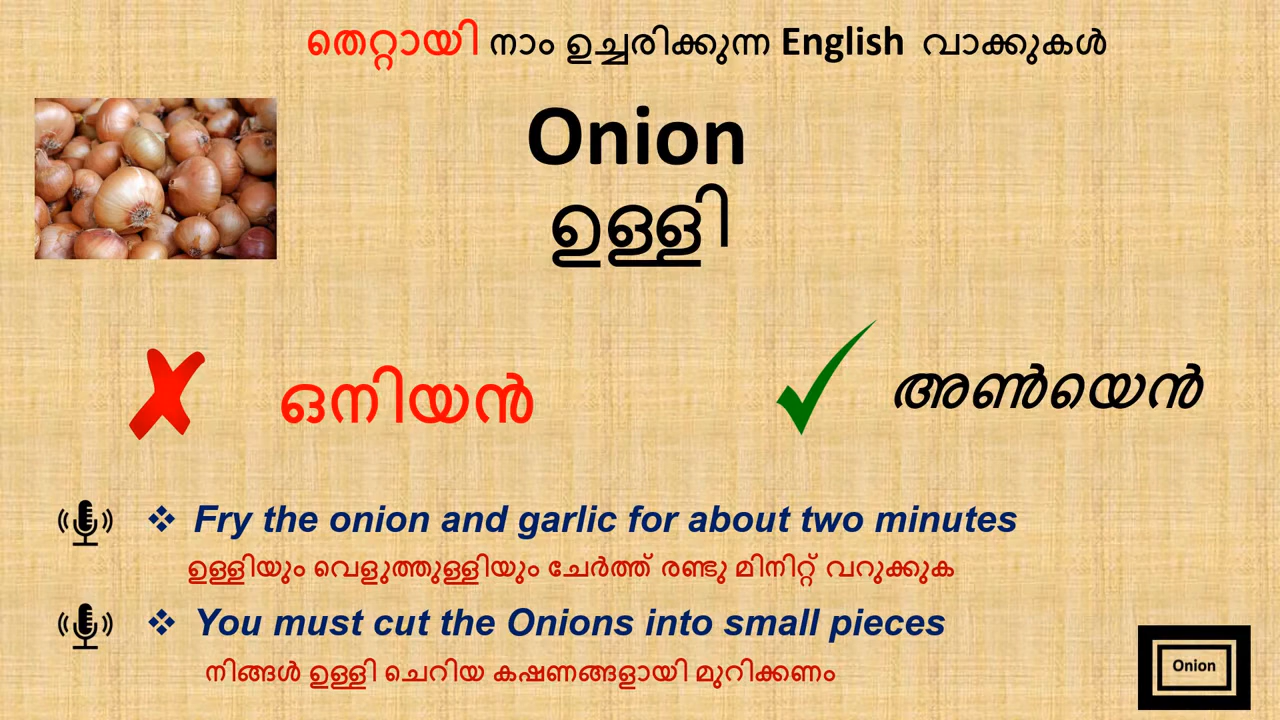 തെറ്റായി നാം ഉച്ചരിക്കുന്ന English വാക്കുകൾ
Onion
ഉള്ളി
ഒനിയൻ
അൺയെൻ
Fry the onion and garlic for about two minutes
ഉള്ളിയും വെളുത്തുള്ളിയും ചേർത്ത് രണ്ടു മിനിറ്റ് വറുക്കുക
You must cut the Onions into small pieces
നിങ്ങൾ ഉള്ളി ചെറിയ കഷണങ്ങളായി മുറിക്കണം
Onion